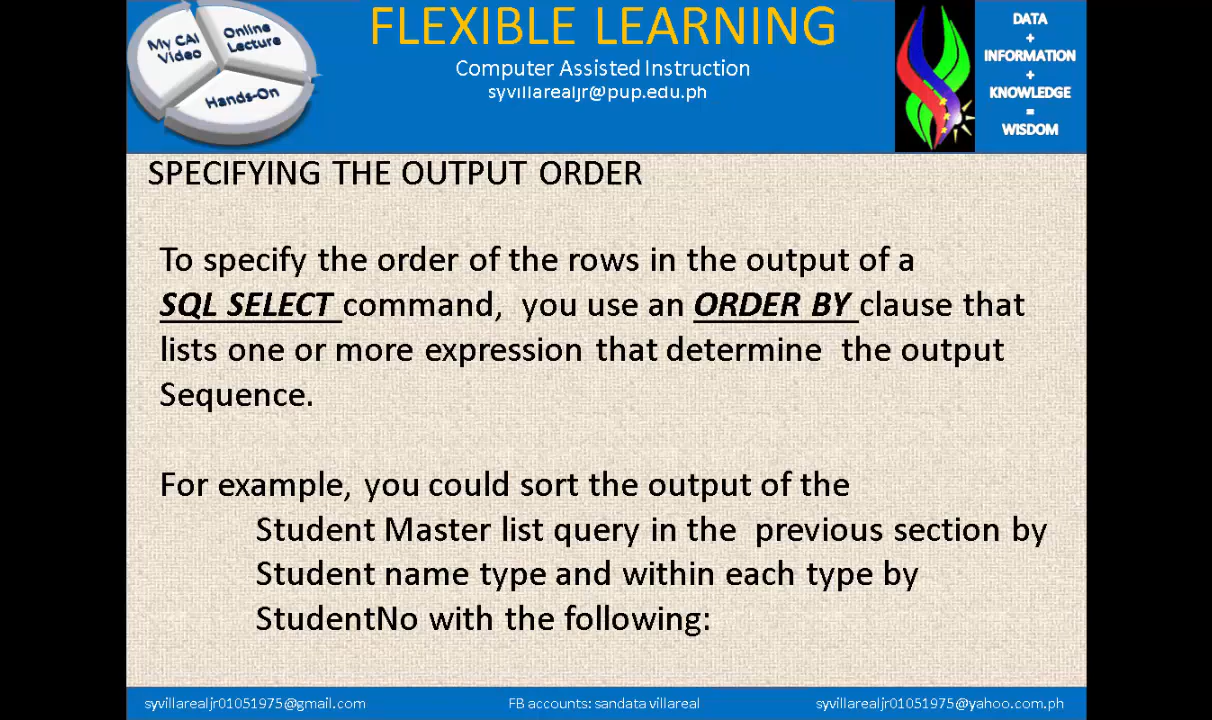 My CAI
Video
Online
Lecture
Hands-On
FLEXIBLE LEARNING
Computer Assisted Instruction
syvillarealjr@pup.edu.ph
DATA
+
INFORMATION
+
KNOWLEDGE
=
WISDOM
SPECIFYING THE OUTPUT ORDER
To specify the order of the rows in the output of a
SQL SELECT command, you use an ORDER BY clause that
lists one or more expression that determine the output
Sequence.
For example, you could sort the output of the
Student Master list query in the previous section by
Student name type and within each type by
StudentNo with the following:
syvillarealjr01051975@gmail.com
FB accounts: sandata villareal
syvillarealjr01051975@yahoo.com.ph